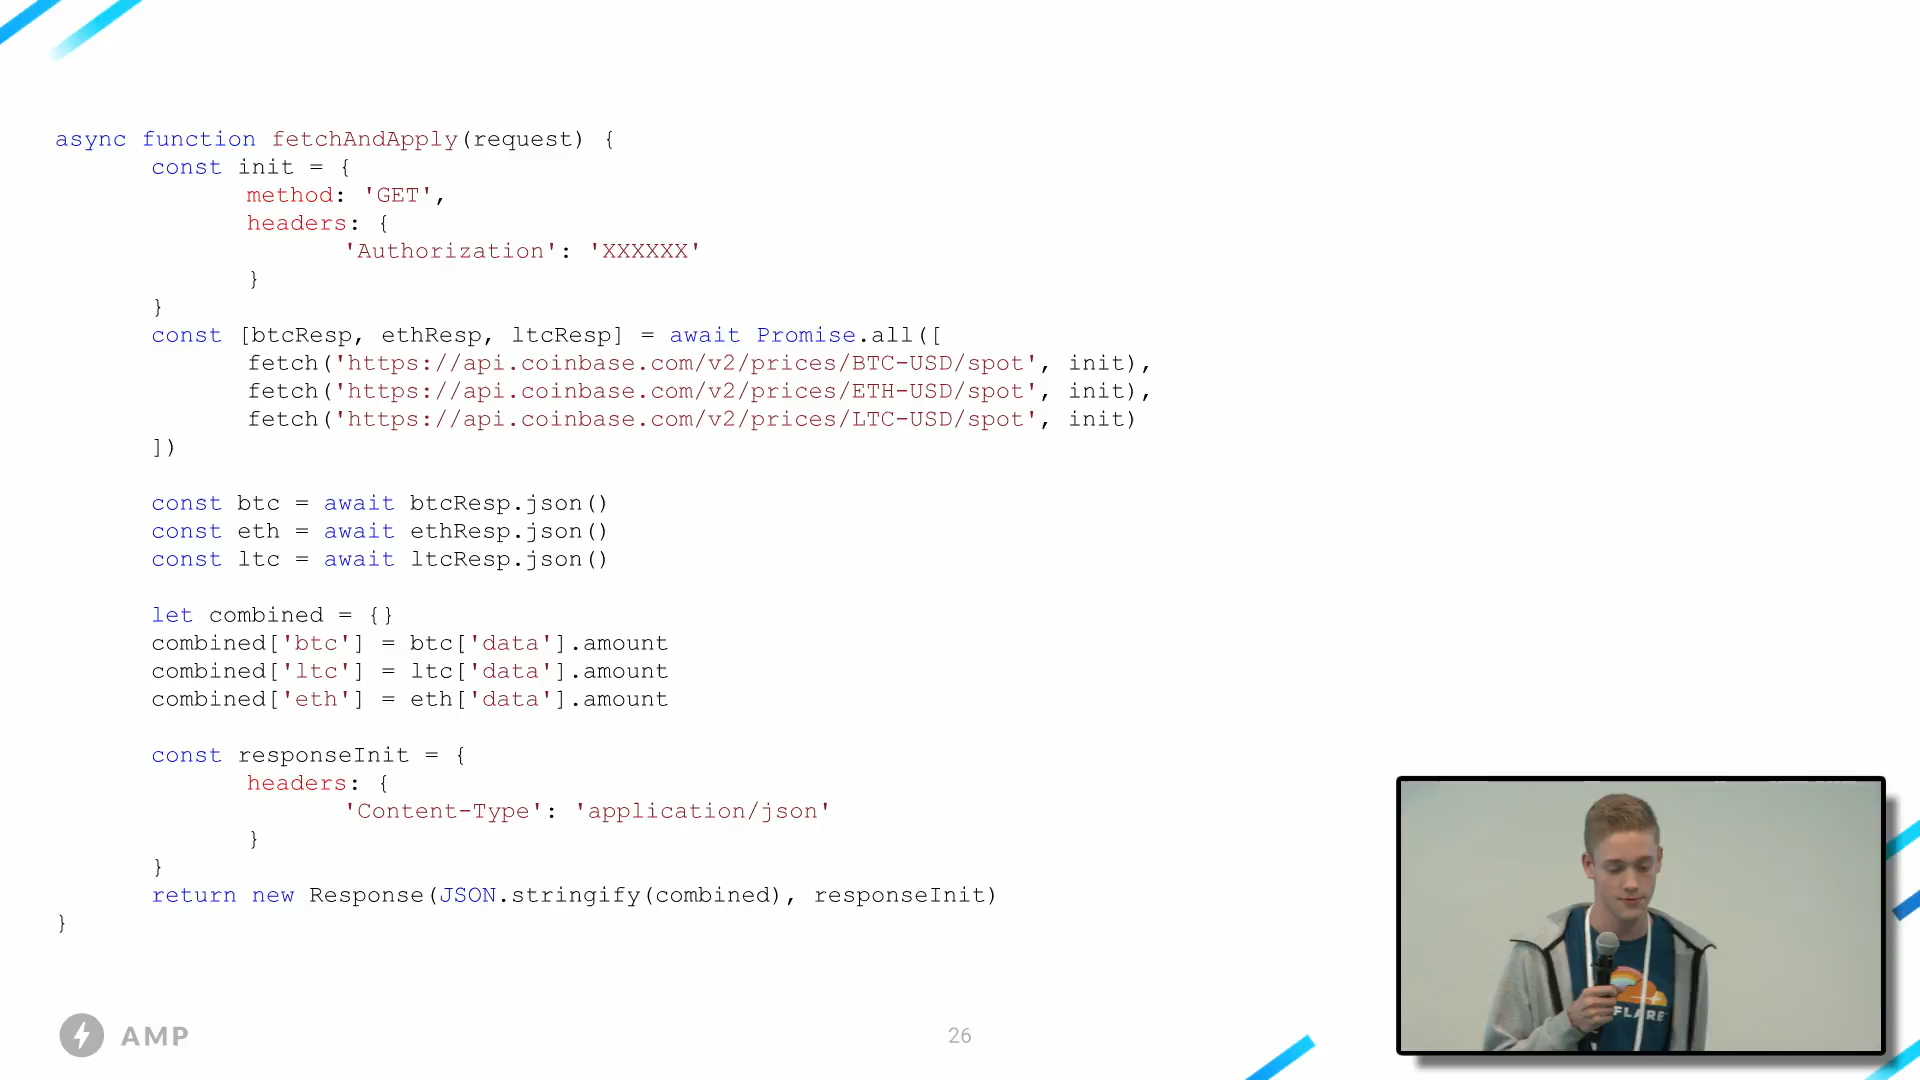 async function fetchAndApply(request) {
const init = {
method: 'GET',
headers: {
'Authorization': 'XXXXXX'
}
}
const [btcResp, ethResp, ltcResp] = await Promise.all([
fetch('https://api.coinbase.com/v2/prices/BTC-USD/spot', init),
fetch('https://api.coinbase.com/v2/prices/ETH-USD/spot', init),
fetch('https://api.coinbase.com/v2/prices/LTC-USD/spot', init)
])
const btc = await btcResp.json()
const eth = await ethResp.json()
const ltc = await ltcResp.json()
let combined = {}
combined['btc'] = btc['data'].amount
combined['ltc'] = ltc['data'].amount
combined['eth'] = eth['data'].amount
const responseInit = {
headers: {
'Content-Type': 'application/json'
}
}
return new Response(JSON.stringify(combined), responseInit)
}
AMP
26